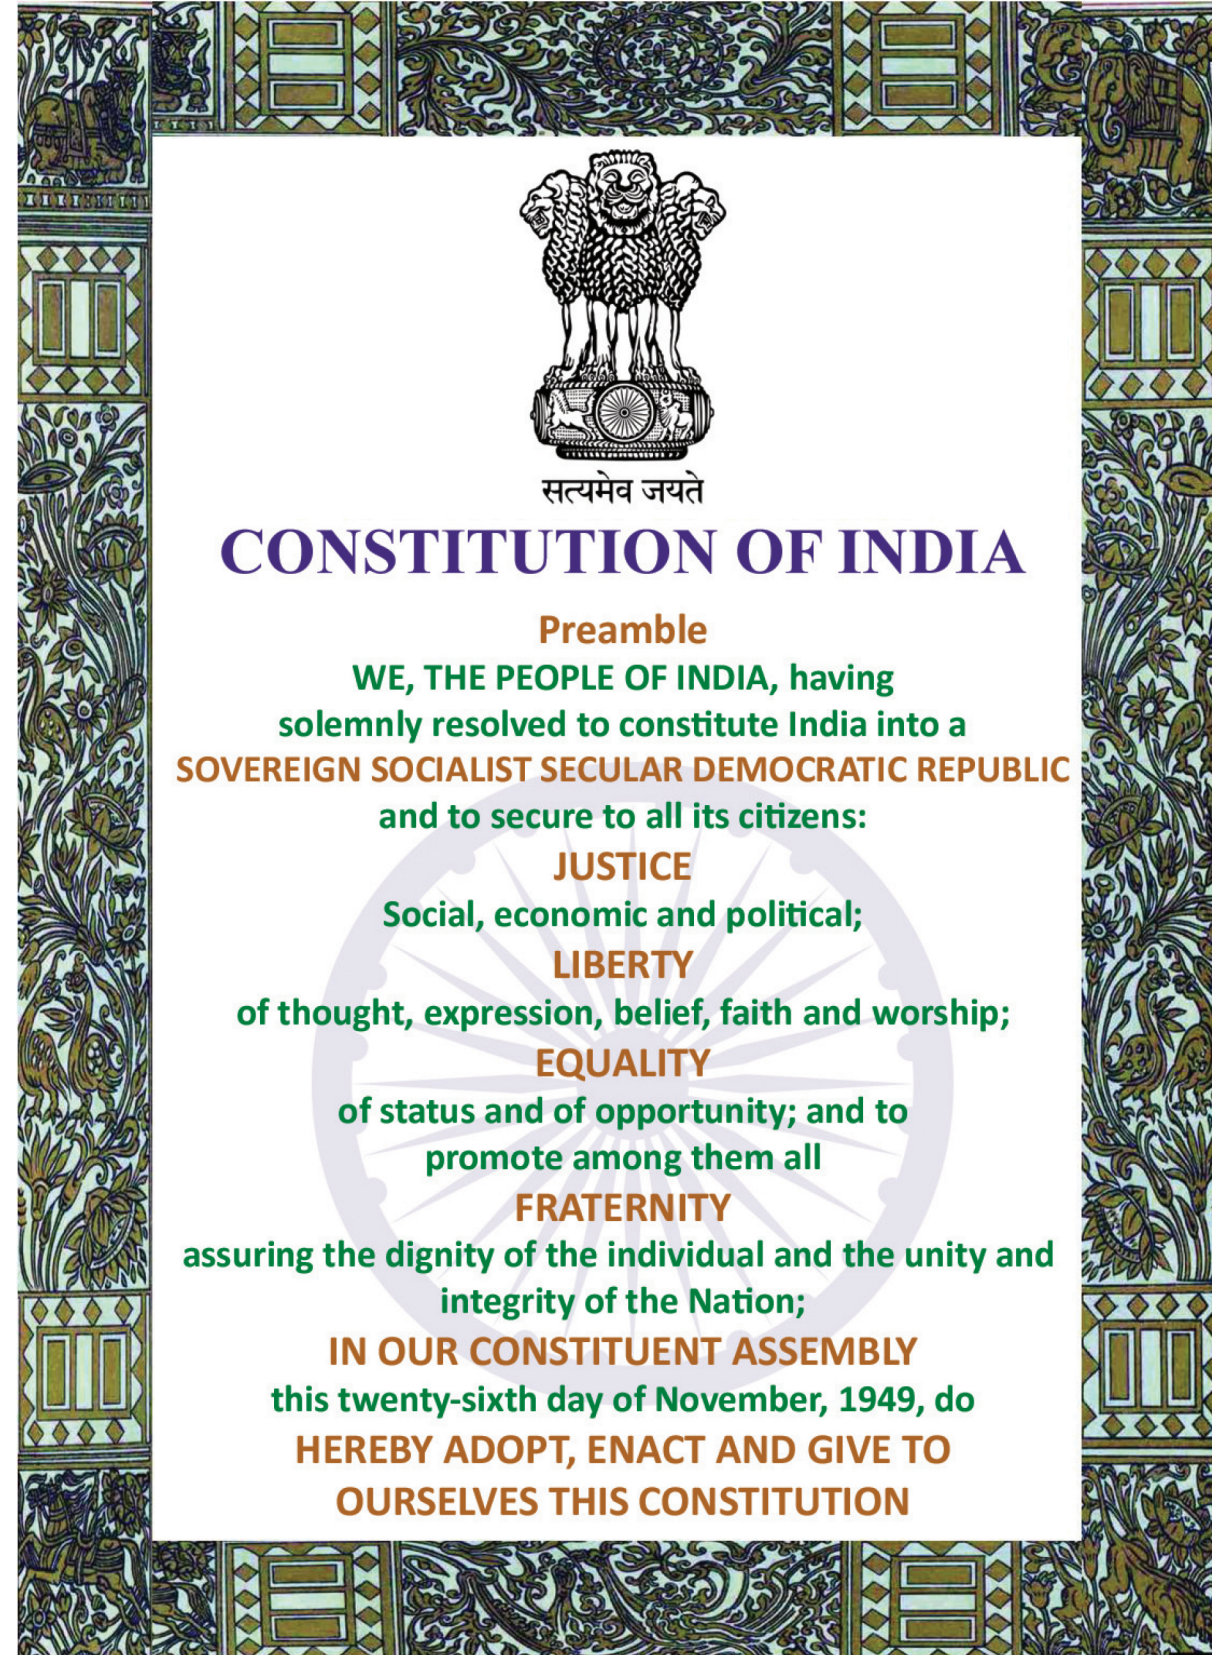 सत्यमेव जयते
CONSTITUTION OF INDIA
Preamble
WE, THE PEOPLE OF INDIA, having
solemnly resolved to constitute India into a
SOVEREIGN SOCIALIST SECULAR DEMOCRATIC REPUBLIC
and to secure to all its citizens:
JUSTICE
Social, economic and political;
LIBERTY
of thought, expression, belief, faith and worship;
EQUALITY
of status and of opportunity; and to
promote among them all
FRATERNITY
assuring the dignity of the individual and the unity and
integrity of the Nation;
IN OUR CONSTITUENT ASSEMBLY
this twenty-sixth day of November, 1949, do
HEREBY ADOPT, ENACT AND GIVE TO
OURSELVES THIS CONSTITUTION